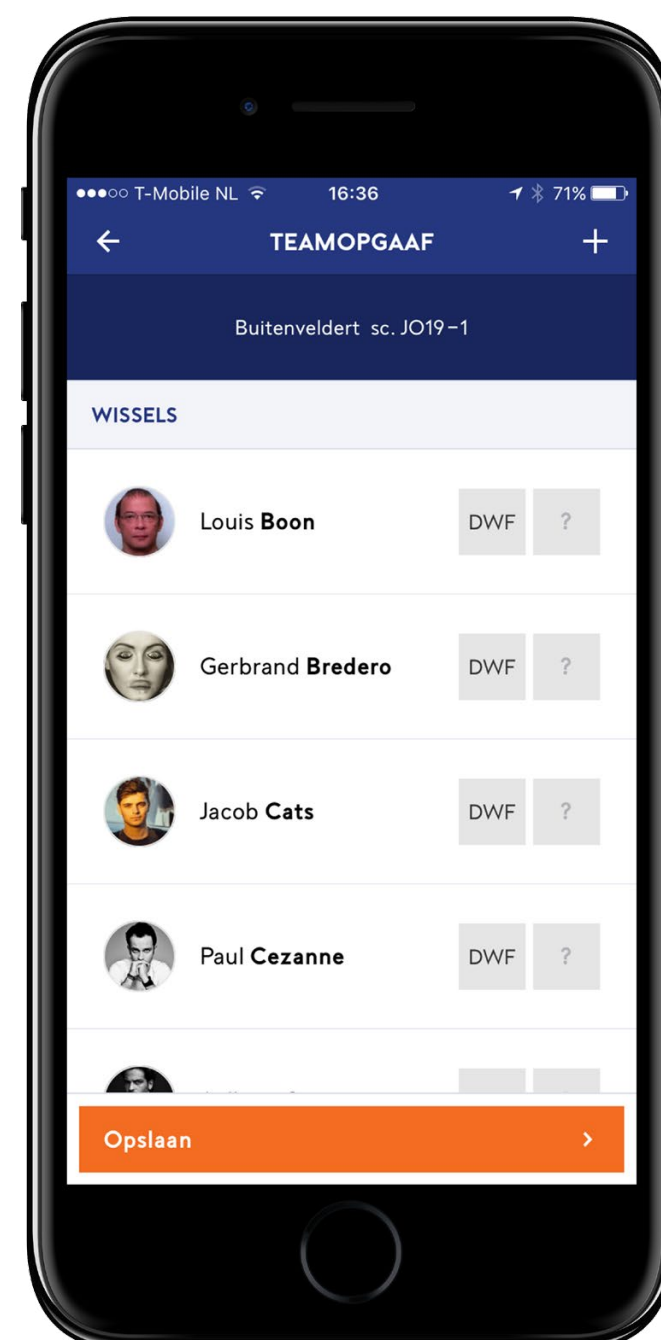 T-Mobile NL 16:36 71%
TEAMOPGAAF
Buitenveldert sc. JO19-1
WISSELS
Louis Boon DWF ?
Gerbrand Bredero DWF ?
Jacob Cats DWF ?
Paul Cezanne DWF ?
Opslaan